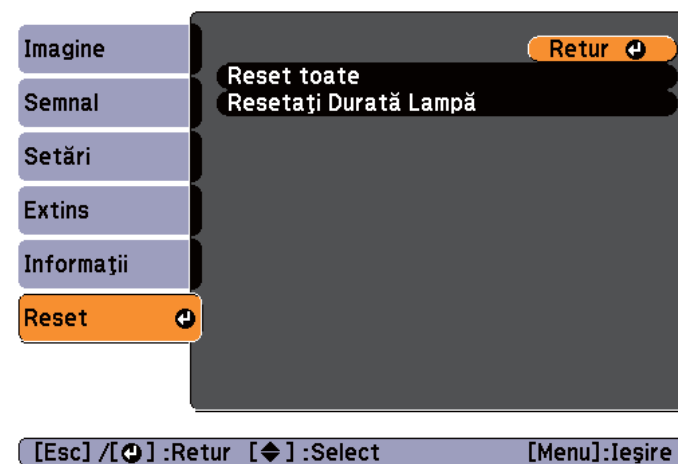 Imagine
Semnal
Setări
Extins
Informaţii
Reset
Retur
Reset toate
Resetaţi Durată Lampă
[Esc] /[⏎] :Retur [◆] :Select [Menu]:Ieşire